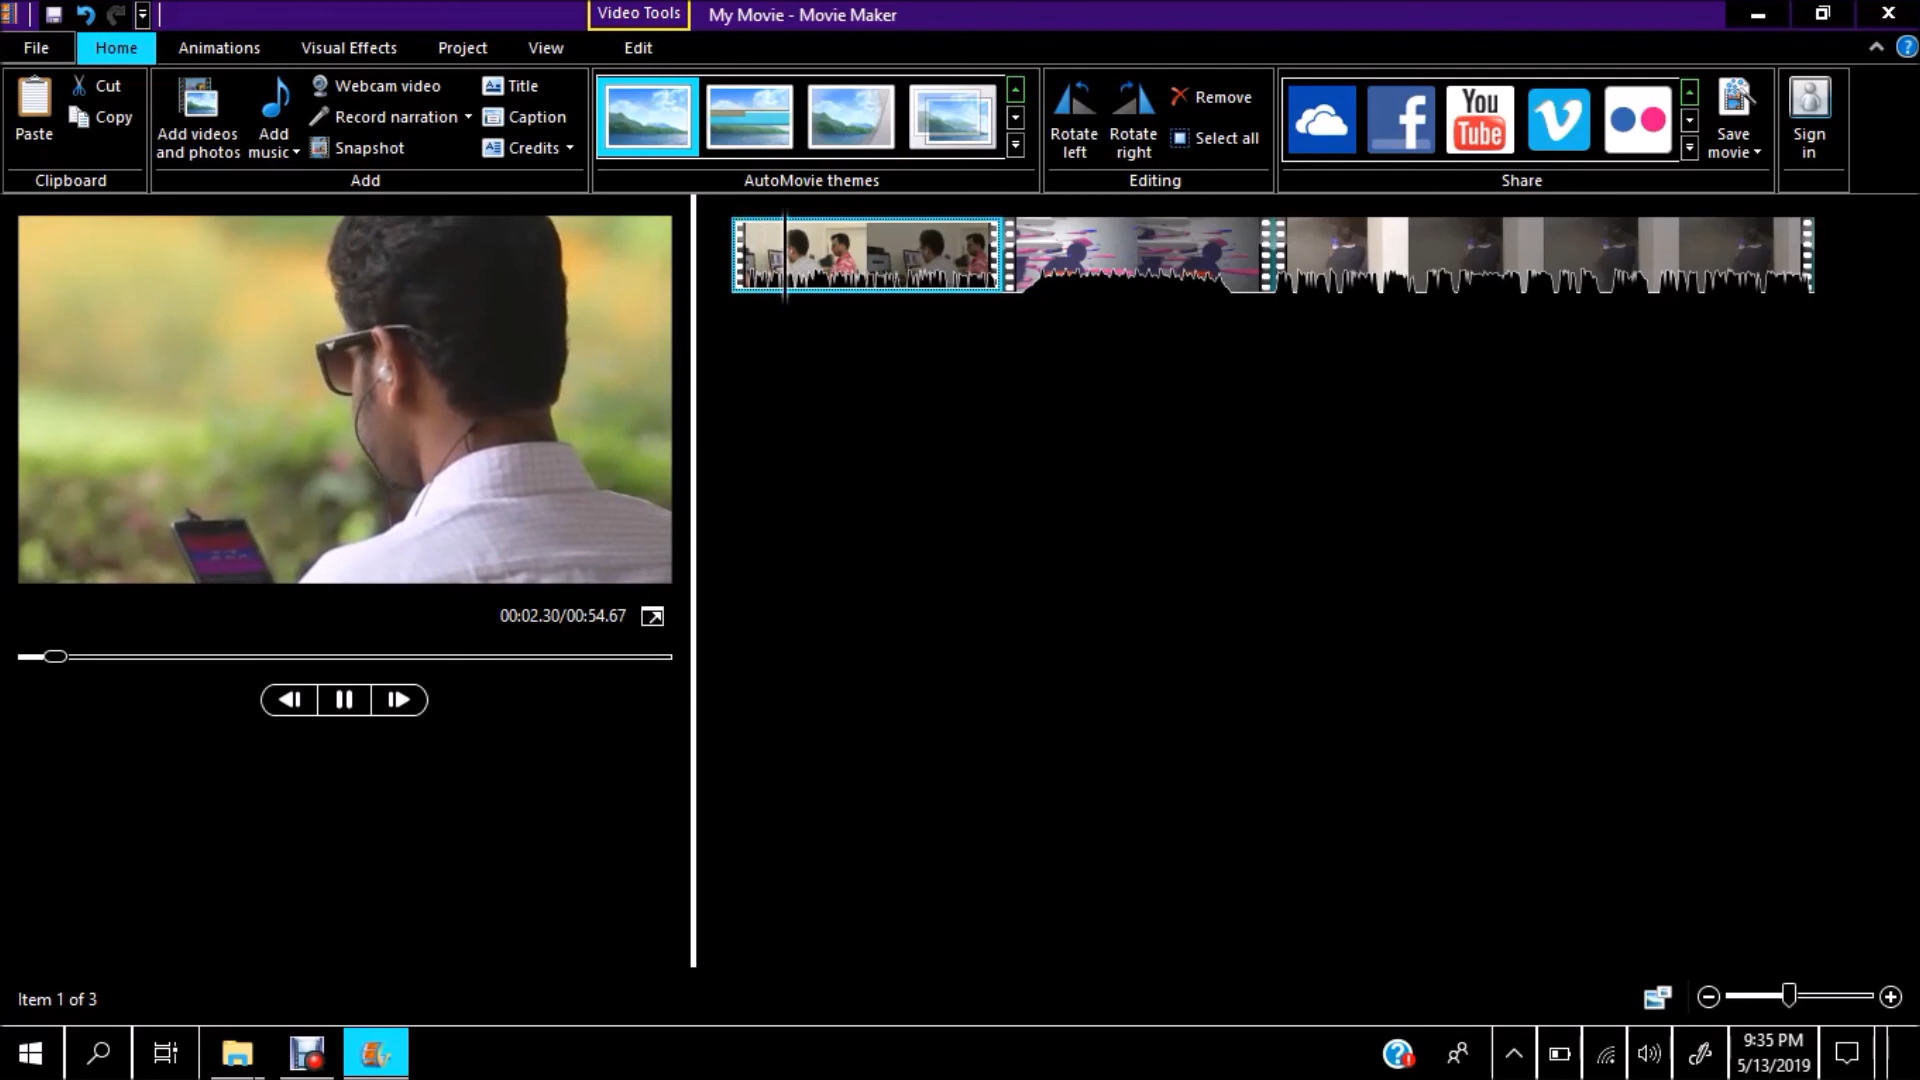 Video Tools
My Movie - Movie Maker
File
Home
Animations
Visual Effects
Project
View
Edit
Paste
Cut
Copy
Clipboard
Add videos
and photos
Add
music
Webcam video
Record narration
Snapshot
Title
Caption
Credits
Add
AutoMovie themes
Rotate
left
Rotate
right
Remove
Select all
Editing
f
You
Tube
Share
Save
movie
Sign
in
00:02.30/00:54.67
Item 1 of 3
9:35 PM
5/13/2019